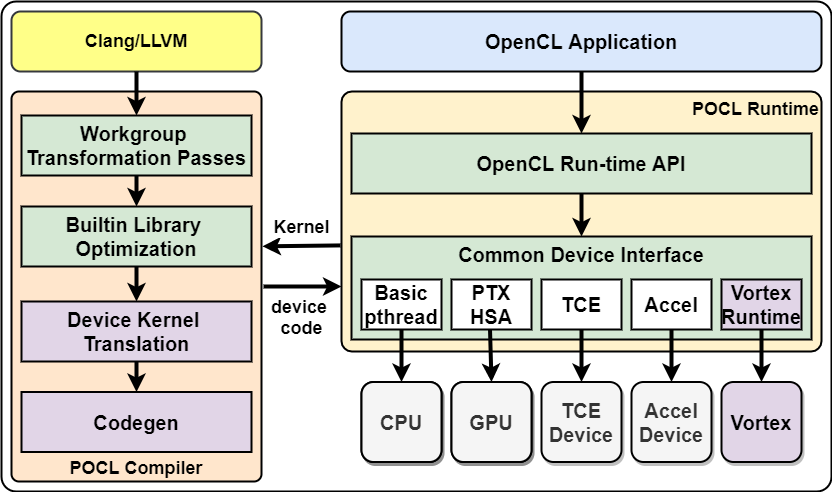 Clang/LLVM
Workgroup
Transformation Passes
Builtin Library
Optimization
Device Kernel
Translation
Codegen
POCL Compiler
Kernel
device
code
OpenCL Application
POCL Runtime
OpenCL Run-time API
Common Device Interface
Basic
pthread
PTX
HSA
TCE
Accel
Vortex
Runtime
CPU
GPU
TCE
Device
Accel
Device
Vortex